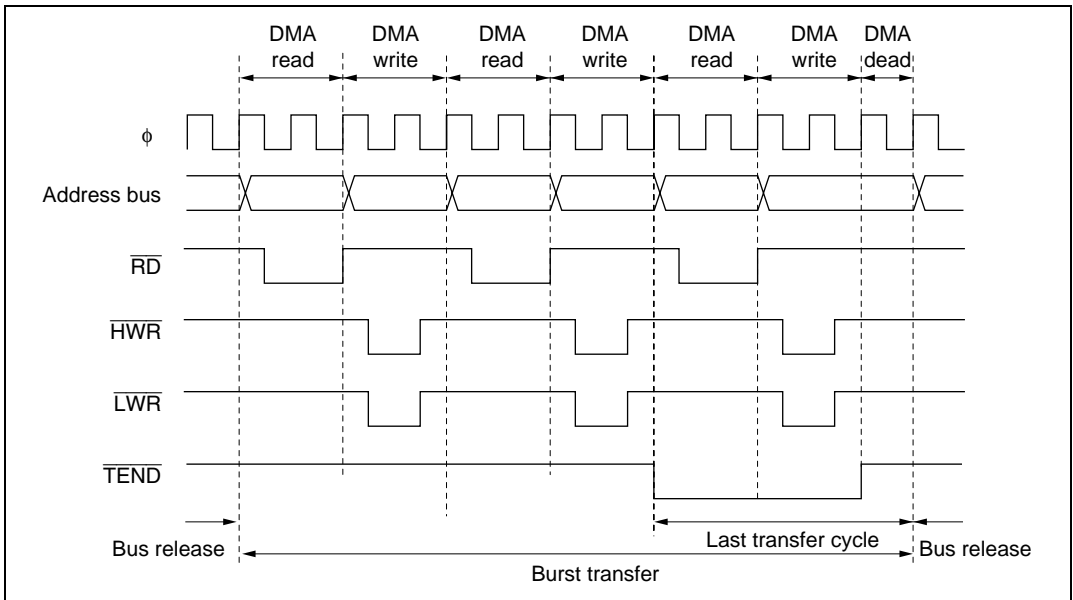 DMA DMA DMA DMA DMA DMA DMA
read write read write read write dead
φ
Address bus
RD
HWR
LWR
TEND
Bus release Last transfer cycle Bus release
Burst transfer